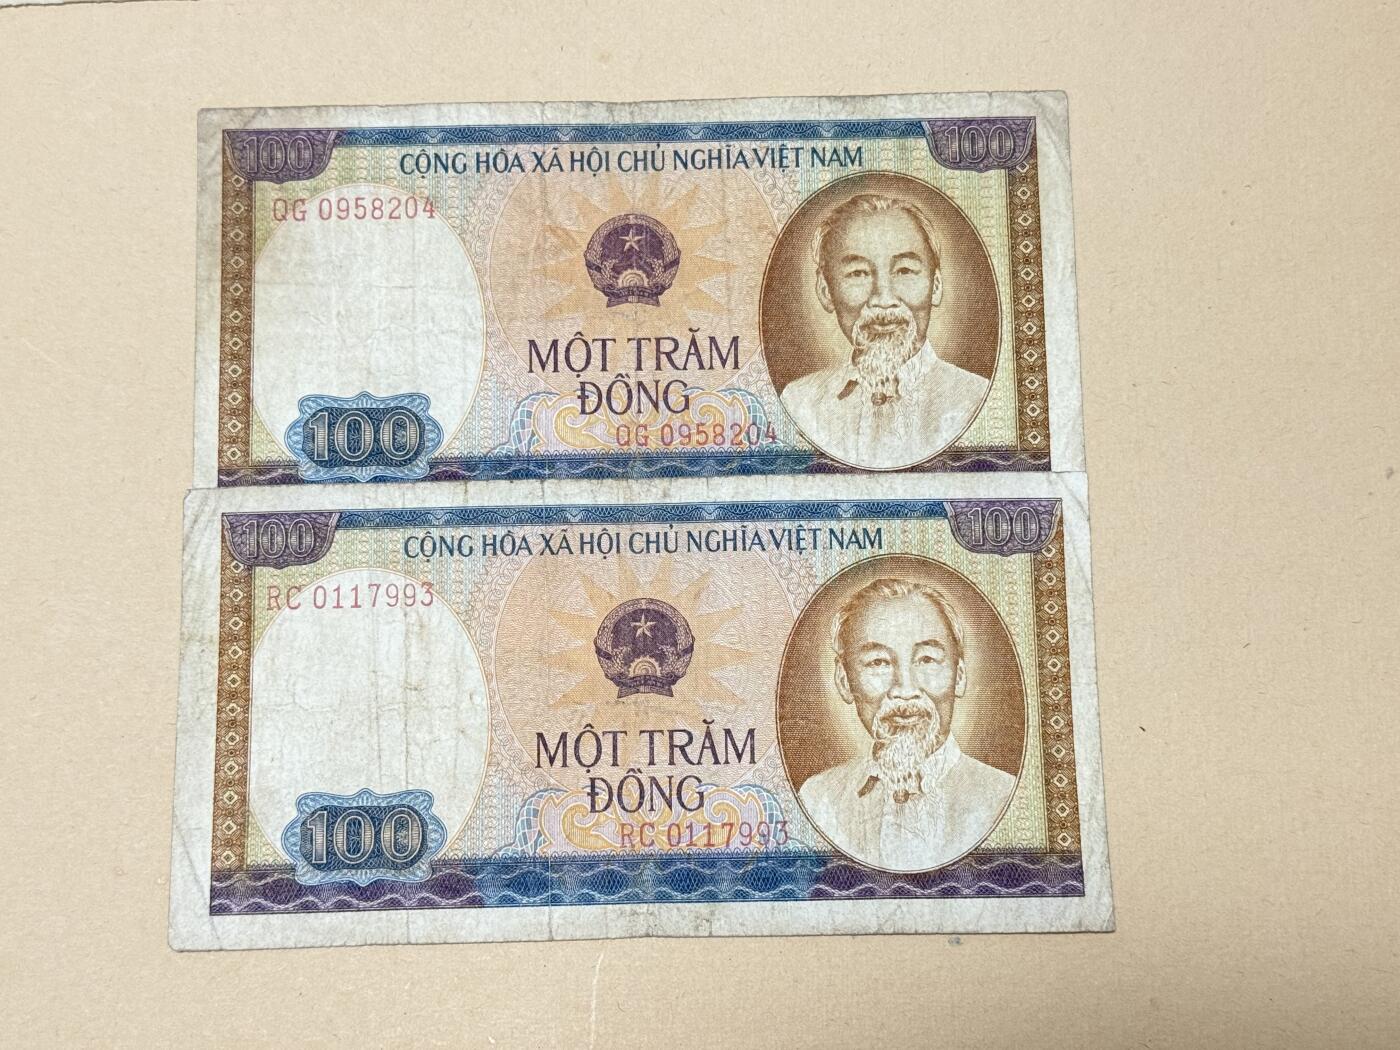 100 100
CỘNG HÒA XÃ HỘI CHỦ NGHĨA VIỆT NAM
QG 0958204
MỘT TRĂM
ĐỒNG
100
QG 0958204
100 100
CỘNG HÒA XÃ HỘI CHỦ NGHĨA VIỆT NAM
RC 0117993
MỘT TRĂM
ĐỒNG
100
RC 0117993